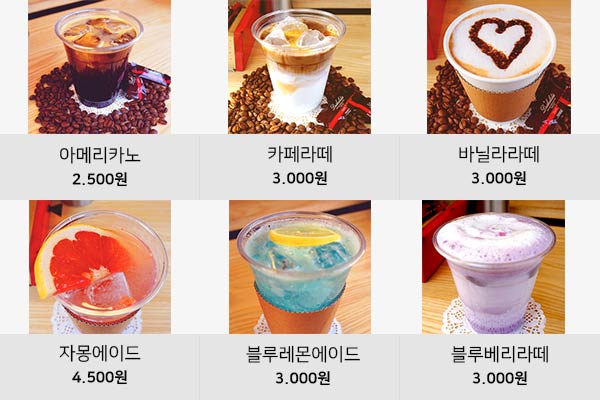 아메리카노
2.500원
카페라떼
3.000원
바닐라라떼
3.000원
자몽에이드
4.500원
블루레몬에이드
3.000원
블루베리라떼
3.000원